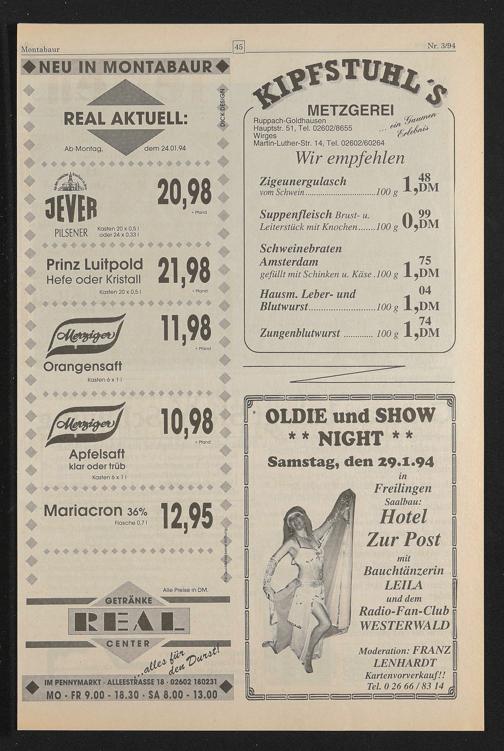 Montabaur
45
Nr. 3/94
NEU IN MONTABAUR
REAL AKTUELL:
Ab Montag, dem 24.01.94
DICK-DESIGN
JEVER
PILSENER
Kasten 20 x 0,5 l
oder 24 x 0,33 l
20,98
+ Pfand
Prinz Luitpold
Hefe oder Kristall
Kasten 20 x 0,5 l
21,98
+ Pfand
Merziger
11,98
+ Pfand
Orangensaft
Kasten 6 x 1 l
Merziger
10,98
+ Pfand
Apfelsaft
klar oder trüb
Kasten 6 x 1 l
Mariacron 36%
Flasche 0,7 l
12,95
Alle Preise in DM.
GETRÄNKE
REAL
CENTER
...alles für
den Durst!
IM PENNYMARKT · ALLEESTRASSE 18 · 02602 180231
MO - FR 9.00 - 18.30 · SA 8.00 - 13.00
KIPFSTUHL'S
METZGEREI
Ruppach-Goldhausen
Hauptstr. 51, Tel. 02602/8655
Wirges
Martin-Luther-Str. 14, Tel. 02602/60264
... ein Gaumen
Erlebnis
Wir empfehlen
Zigeunergulasch
vom Schwein 100 g 1,48 DM
Suppenfleisch Brust- u.
Leiterstück mit Knochen 100 g 0,99 DM
Schweinebraten
Amsterdam
gefüllt mit Schinken u. Käse 100 g 1,75 DM
Hausm. Leber- und
Blutwurst 100 g 1,04 DM
Zungenblutwurst 100 g 1,74 DM
OLDIE und SHOW
** NIGHT **
Samstag, den 29.1.94
in
Freilingen
Saalbau:
Hotel
Zur Post
mit
Bauchtänzerin
LEILA
und dem
Radio-Fan-Club
WESTERWALD
Moderation: FRANZ
LENHARDT
Kartenvorverkauf!!
Tel. 0 26 66 / 83 14